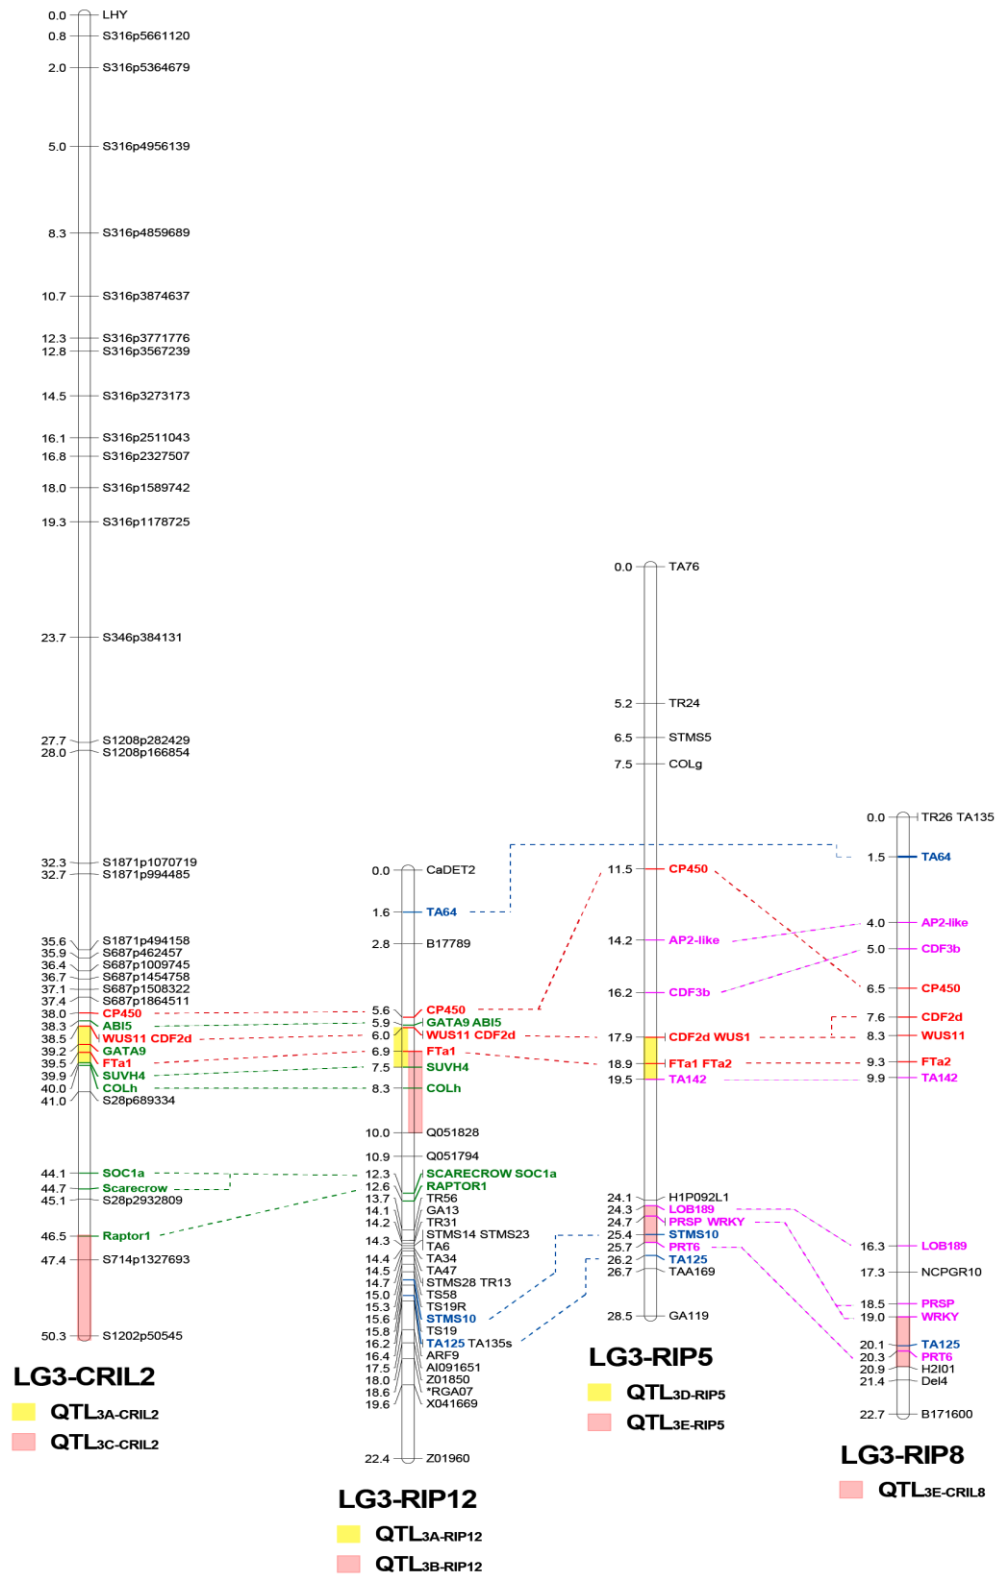 0.0 LHY
0.8 S316p5661120
2.0 S316p5364679
5.0 S316p4956139
8.3 S316p4859689
10.7 S316p3874637
12.3 S316p3771776
12.8 S316p3567239
14.5 S316p3273173
16.1 S316p2511043
16.8 S316p2327507
18.0 S316p1589742
19.3 S316p1178725
23.7 S346p384131
27.7 S1208p282429
28.0 S1208p166854
32.3 S1871p1070719
32.7 S1871p994485
35.6 S1871p494158
35.9 S687p462457
36.4 S687p1009745
36.7 S687p1454758
37.1 S687p1508322
37.4 S687p1864511
38.0 CP450
38.3 ABI5
38.5 WUS11 CDF2d
39.2 GATA9
39.5 FTa1
39.9 SUVH4
40.0 COLh
41.0 S28p689334
44.1 SOC1a
44.7 Scarecrow
45.1 S28p2932809
46.5 Raptor1
47.4 S714p1327693
50.3 S1202p50545
LG3-CRIL2
QTL3A-CRIL2
QTL3C-CRIL2
0.0 CaDET2
1.6 TA64
2.8 B17789
5.6 CP450
5.9 GATA9 ABI5
6.0 WUS11 CDF2d
6.9 FTa1
7.5 SUVH4
8.3 COLh
10.0 Q051828
10.9 Q051794
12.3 SCARECROW SOC1a
12.6 RAPTOR1
13.7 TR56
14.1 GA13
14.2 TR31
STMS14 STMS23
14.3 TA6
14.4 TA34
14.5 TA47
14.7 STMS28 TR13
15.0 TS58
15.3 TS19R
15.6 STMS10
15.8 TS19
16.2 TA125 TA135s
16.4 ARF9
17.5 AI091651
18.0 Z01850
18.6 *RGA07
19.6 X041669
22.4 Z01960
LG3-RIP12
QTL3A-RIP12
QTL3B-RIP12
0.0 TA76
5.2 TR24
6.5 STMS5
7.5 COLg
11.5 CP450
14.2 AP2-like
16.2 CDF3b
17.9 CDF2d WUS1
18.9 FTa1 FTa2
19.5 TA142
24.1 H1P092L1
24.3 LOB189
24.7 PRSP WRKY
25.4 STMS10
25.7 PRT6
26.2 TA125
26.7 TAA169
28.5 GA119
LG3-RIP5
QTL3D-RIP5
QTL3E-RIP5
0.0 TR26 TA135
1.5 TA64
4.0 AP2-like
5.0 CDF3b
6.5 CP450
7.6 CDF2d
8.3 WUS11
9.3 FTa2
9.9 TA142
16.3 LOB189
17.3 NCPGR10
18.5 PRSP
19.0 WRKY
20.1 TA125
20.3 PRT6
20.9 H2I01
21.4 Del4
22.7 B171600
LG3-RIP8
QTL3E-CRIL8